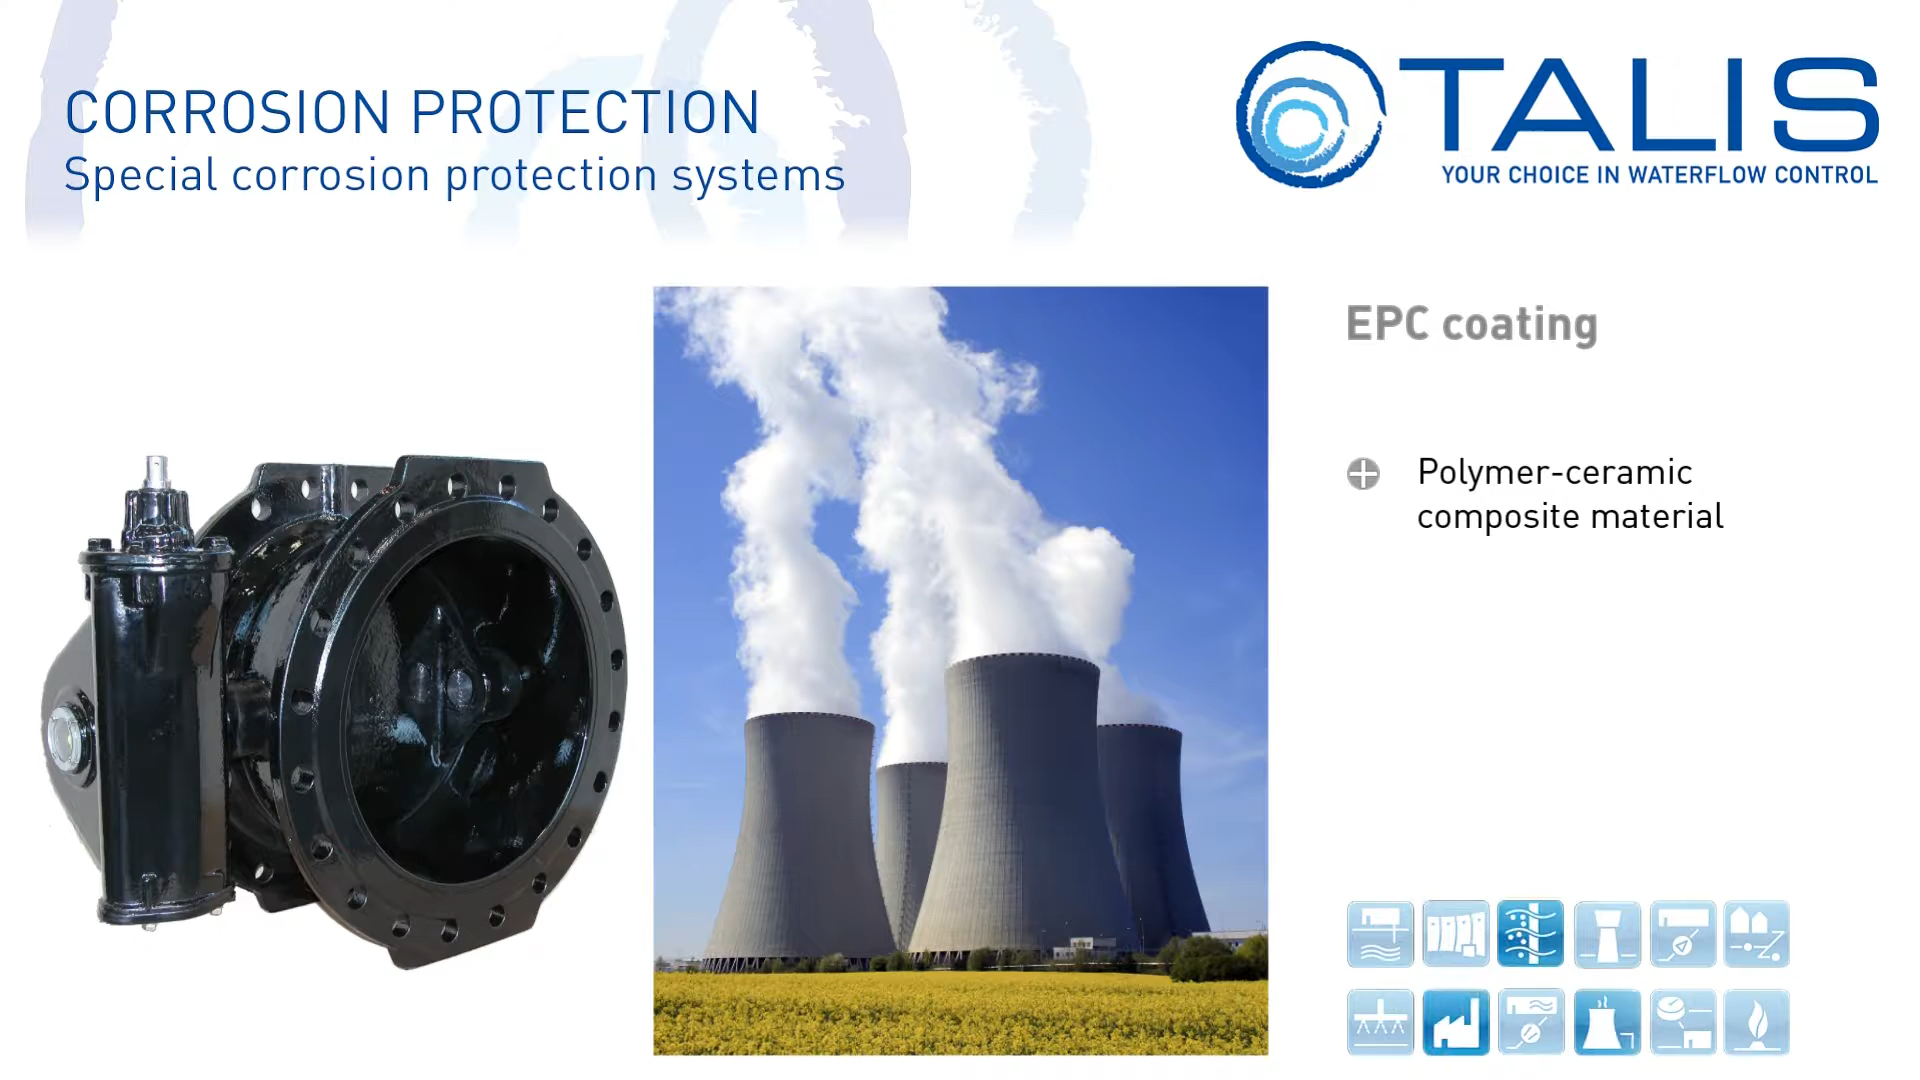 CORROSION PROTECTION
Special corrosion protection systems
TALIS
YOUR CHOICE IN WATERFLOW CONTROL
EPC coating
Polymer-ceramic
composite material